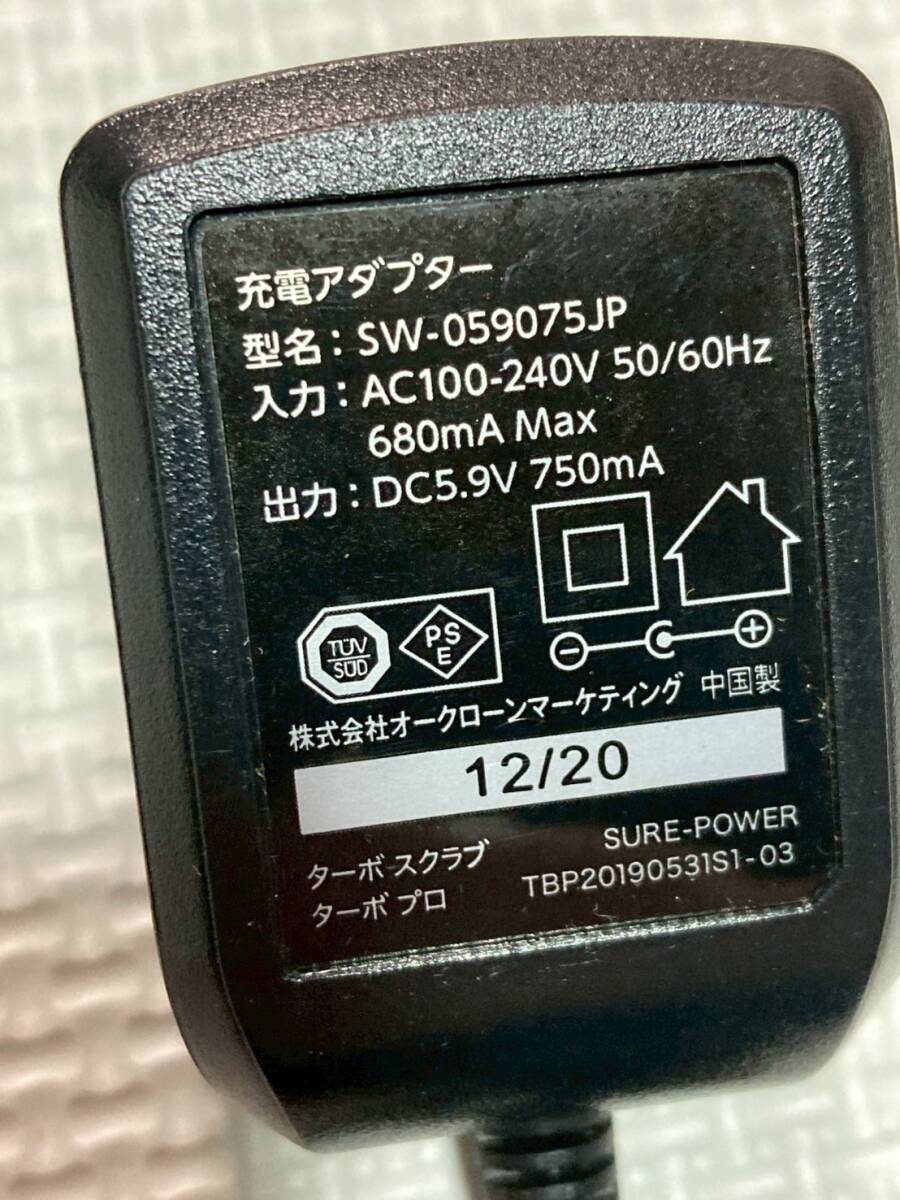 充電アダプター
型名：SW-059075JP
入力：AC100-240V 50/60Hz
680mA Max
出力：DC5.9V 750mA
TÜV
SÜD
PS
E
株式会社オークローンマーケティング 中国製
12/20
ターボ スクラブ
ターボ プロ
SURE-POWER
TBP20190531S1-03